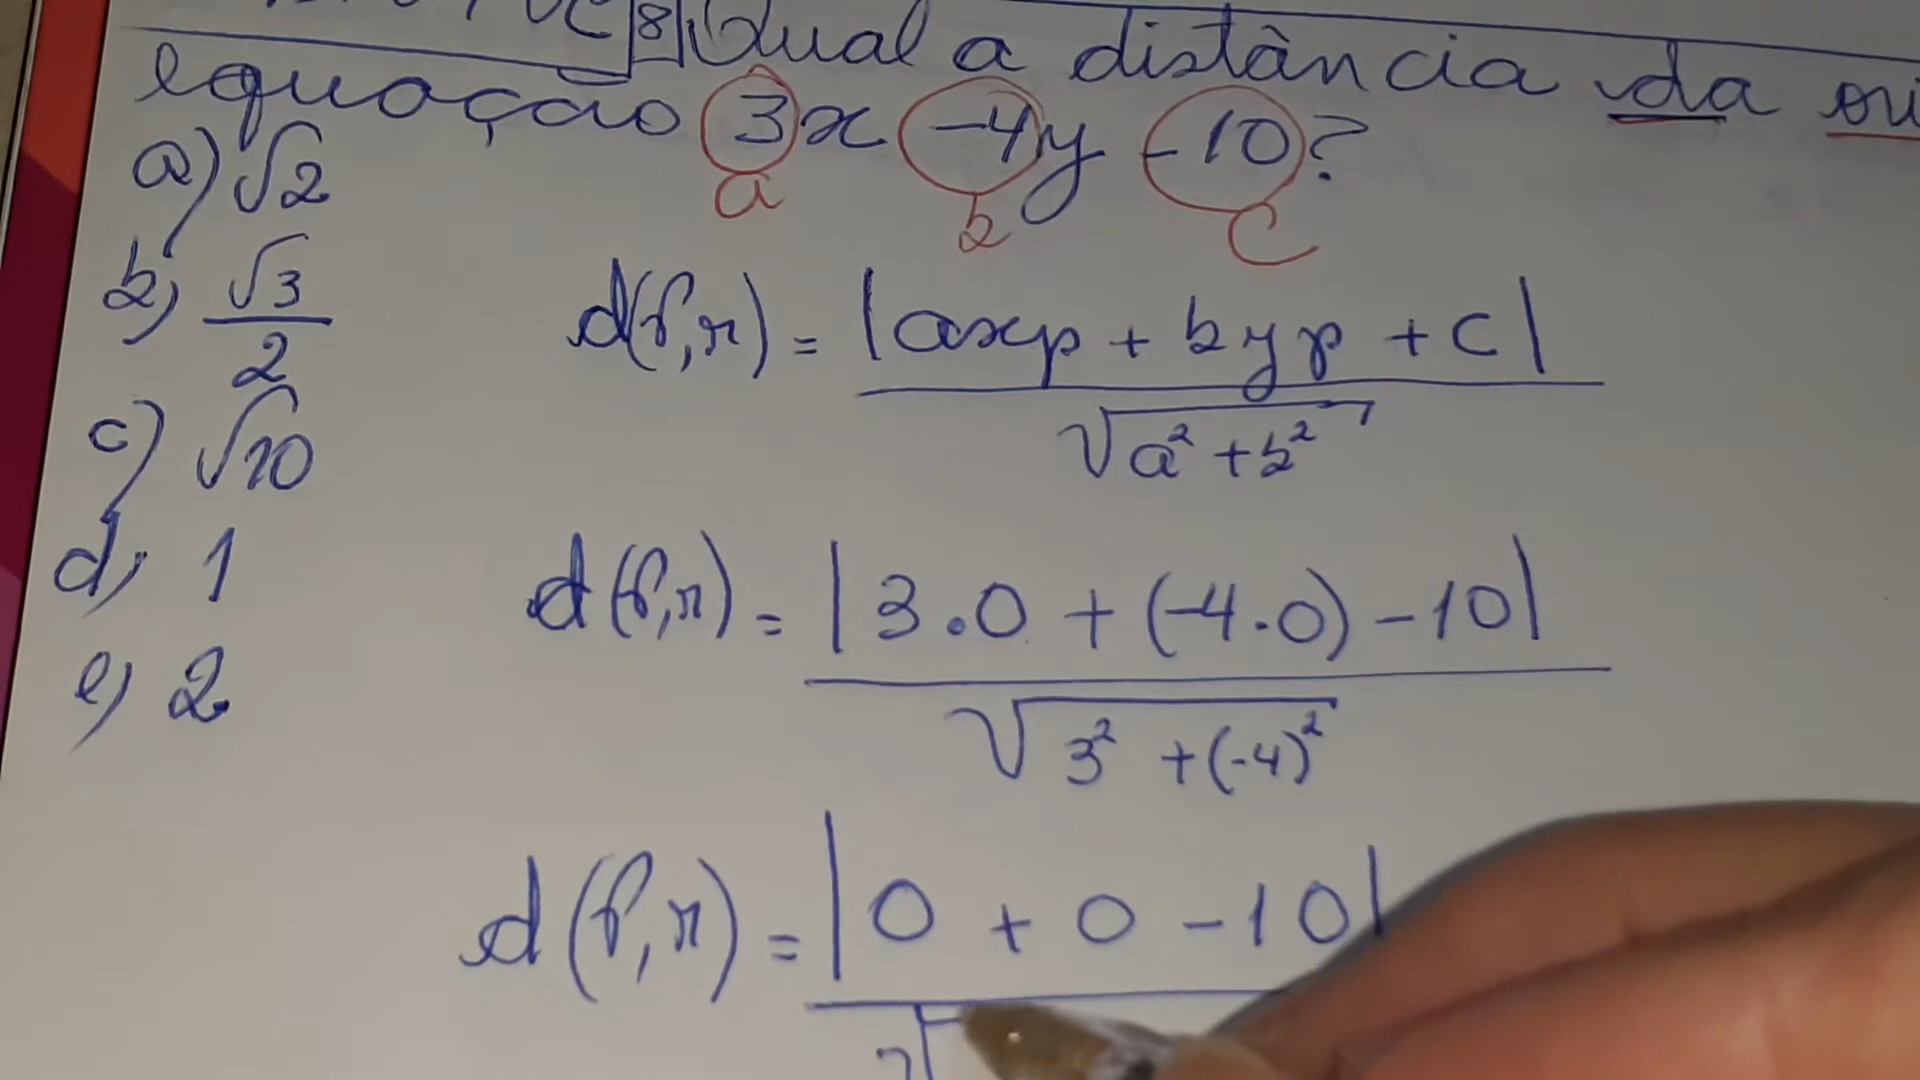 8) Qual a distância da
equação 3x -4y -10?
a b c
a) √2
b) √3/2
c) √10
d) 1
e) 2
d(P,r) = |axp + byp + c|
√a² + b²
d(P,r) = |3.0 + (-4.0) -10|
√3² + (-4)²
d(P,r) = |0 + 0 -10|
√